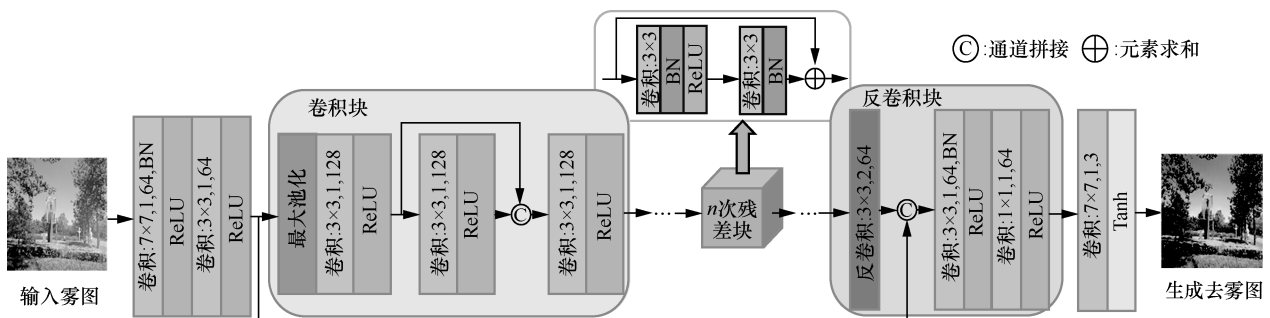 卷积:3×3
BN
ReLU
卷积:3×3
BN
C:通道拼接 ⊕:元素求和
卷积块
反卷积块
卷积:7×7,1,64,BN
ReLU
卷积:3×3,1,64
ReLU
最大池化
卷积:3×3,1,128
ReLU
卷积:3×3,1,128
ReLU
C
卷积:3×3,1,128
ReLU
…
n次残
差块
…
反卷积:3×3,2,64
C
卷积:3×3,1,64,BN
ReLU
卷积:1×1,1,64
ReLU
卷积:7×7,1,3
Tanh
输入雾图
生成去雾图